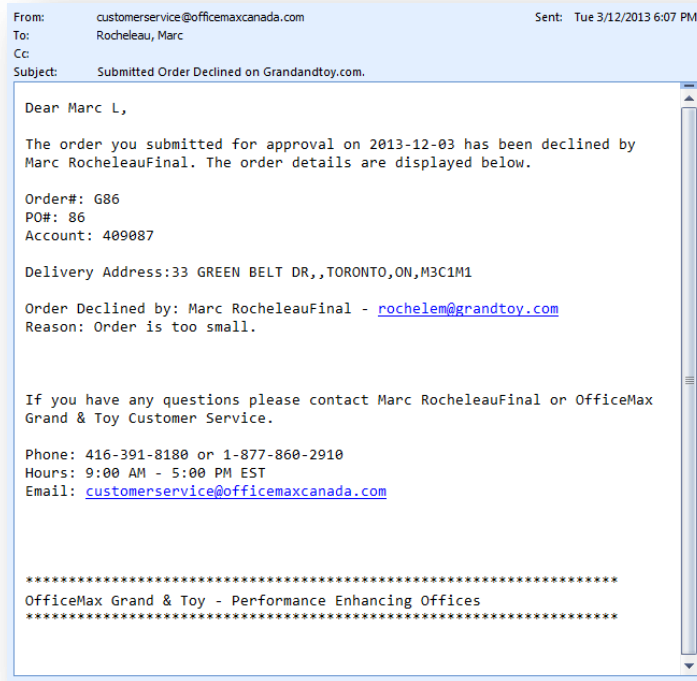 From: customerservice@officemaxcanada.com Sent: Tue 3/12/2013 6:07 PM
To: Rocheleau, Marc
Cc:
Subject: Submitted Order Declined on Grandandtoy.com.
Dear Marc L,
The order you submitted for approval on 2013-12-03 has been declined by
Marc RocheleauFinal. The order details are displayed below.
Order#: G86
PO#: 86
Account: 409087
Delivery Address:33 GREEN BELT DR,,TORONTO,ON,M3C1M1
Order Declined by: Marc RocheleauFinal - rochelem@grandtoy.com
Reason: Order is too small.
If you have any questions please contact Marc RocheleauFinal or OfficeMax
Grand & Toy Customer Service.
Phone: 416-391-8180 or 1-877-860-2910
Hours: 9:00 AM - 5:00 PM EST
Email: customerservice@officemaxcanada.com
*********************************************************************
OfficeMax Grand & Toy - Performance Enhancing Offices
*********************************************************************